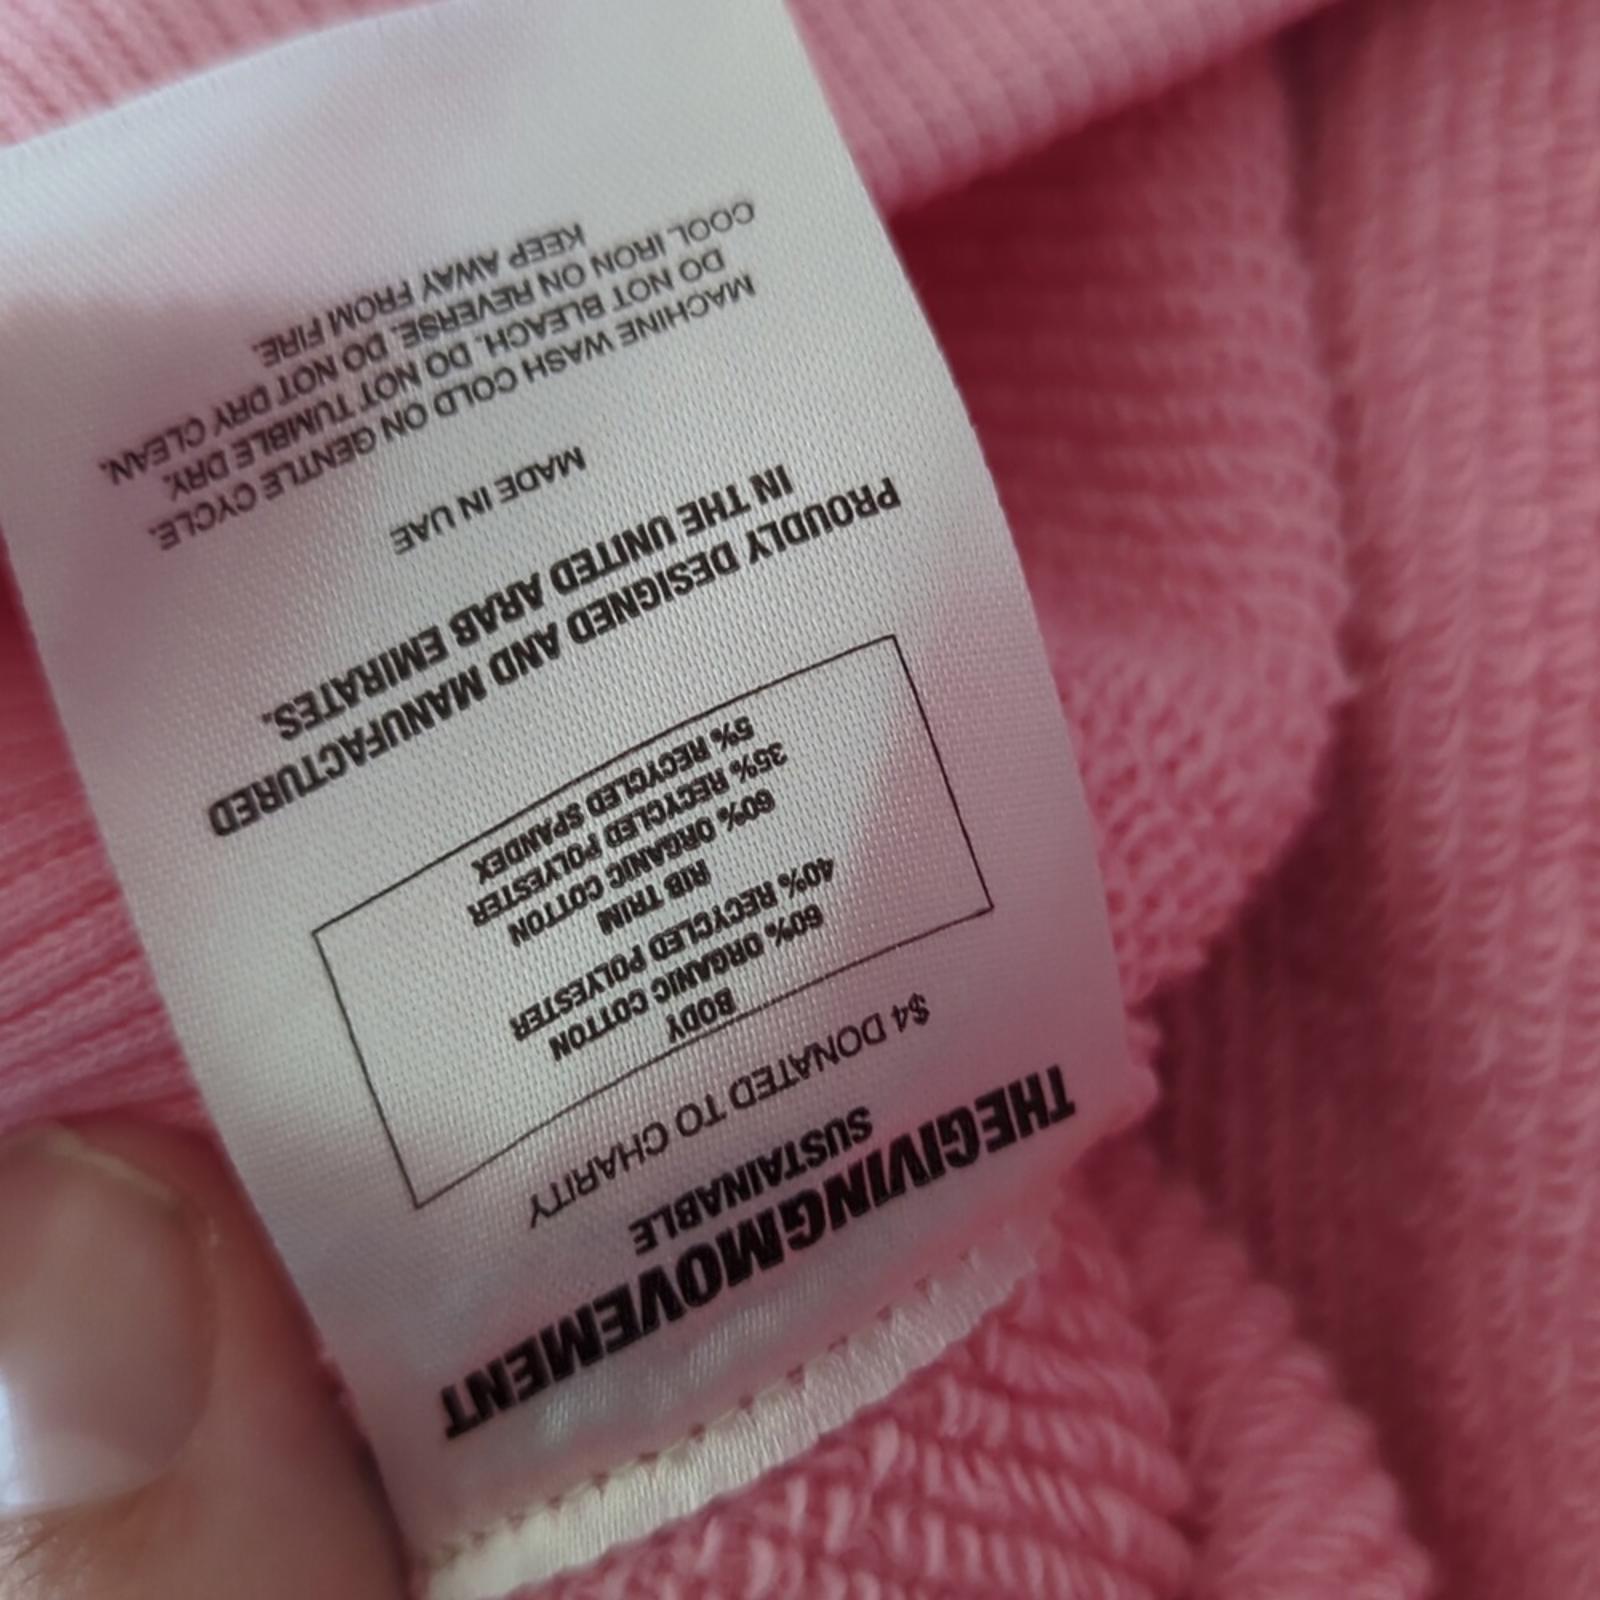 THEGIVINGMOVEMENT
SUSTAINABLE
$4 DONATED TO CHARITY
BODY
60% ORGANIC COTTON
40% RECYCLED POLYESTER
RIB TRIM
60% ORGANIC COTTON
35% RECYCLED POLYESTER
5% RECYCLED SPANDEX
PROUDLY DESIGNED AND MANUFACTURED
IN THE UNITED ARAB EMIRATES.
MADE IN UAE
MACHINE WASH COLD ON GENTLE CYCLE.
DO NOT BLEACH. DO NOT TUMBLE DRY.
COOL IRON ON REVERSE. DO NOT DRY CLEAN.
KEEP AWAY FROM FIRE.